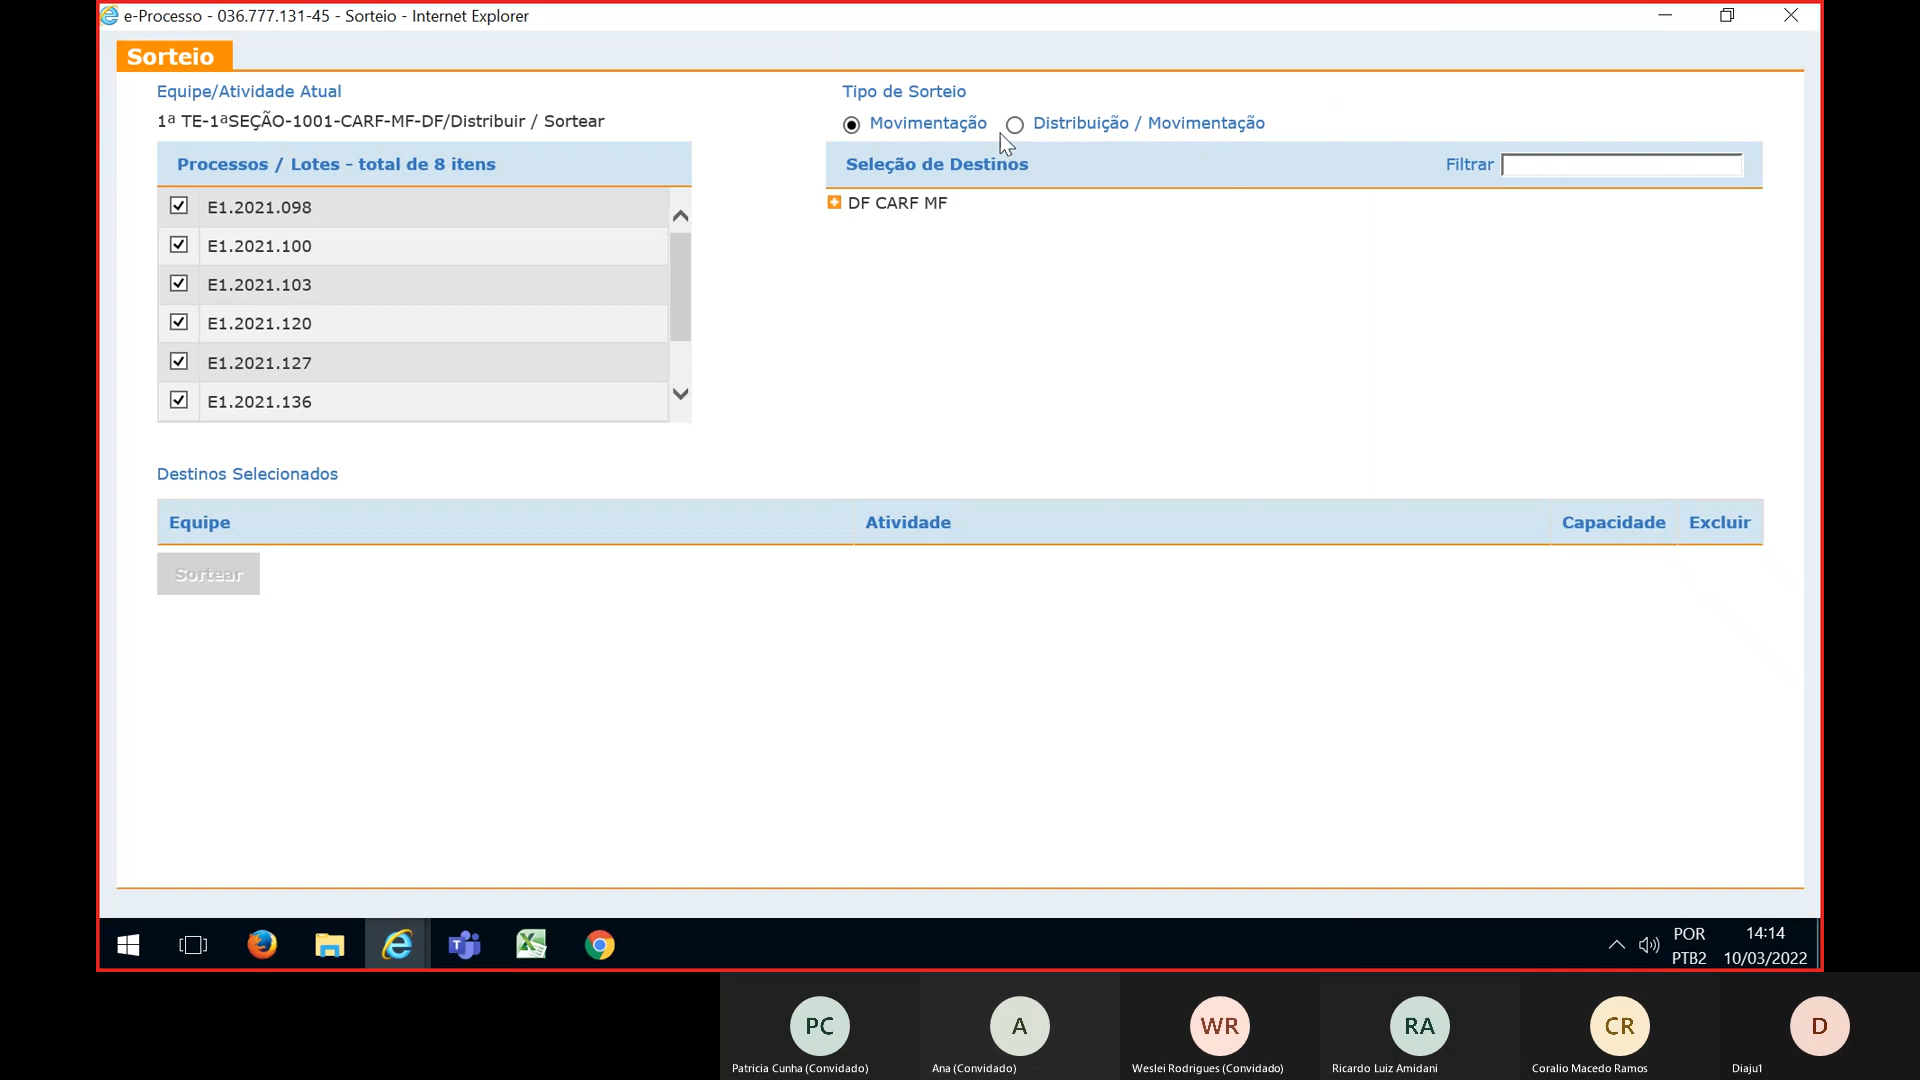 e-Processo - 036.777.131-45 - Sorteio - Internet Explorer
Sorteio
Equipe/Atividade Atual
1ª TE-1ªSEÇÃO-1001-CARF-MF-DF/Distribuir / Sortear
Tipo de Sorteio
Movimentação Distribuição / Movimentação
Processos / Lotes - total de 8 itens
Seleção de Destinos Filtrar
DF CARF MF
E1.2021.098
E1.2021.100
E1.2021.103
E1.2021.120
E1.2021.127
E1.2021.136
Destinos Selecionados
Equipe Atividade Capacidade Excluir
Sortear
POR 14:14
PTB2 10/03/2022
PC A WR RA CR D
Patricia Cunha (Convidado) Ana (Convidado) Weslei Rodrigues (Convidado) Ricardo Luiz Amidani Coralio Macedo Ramos Diaju1